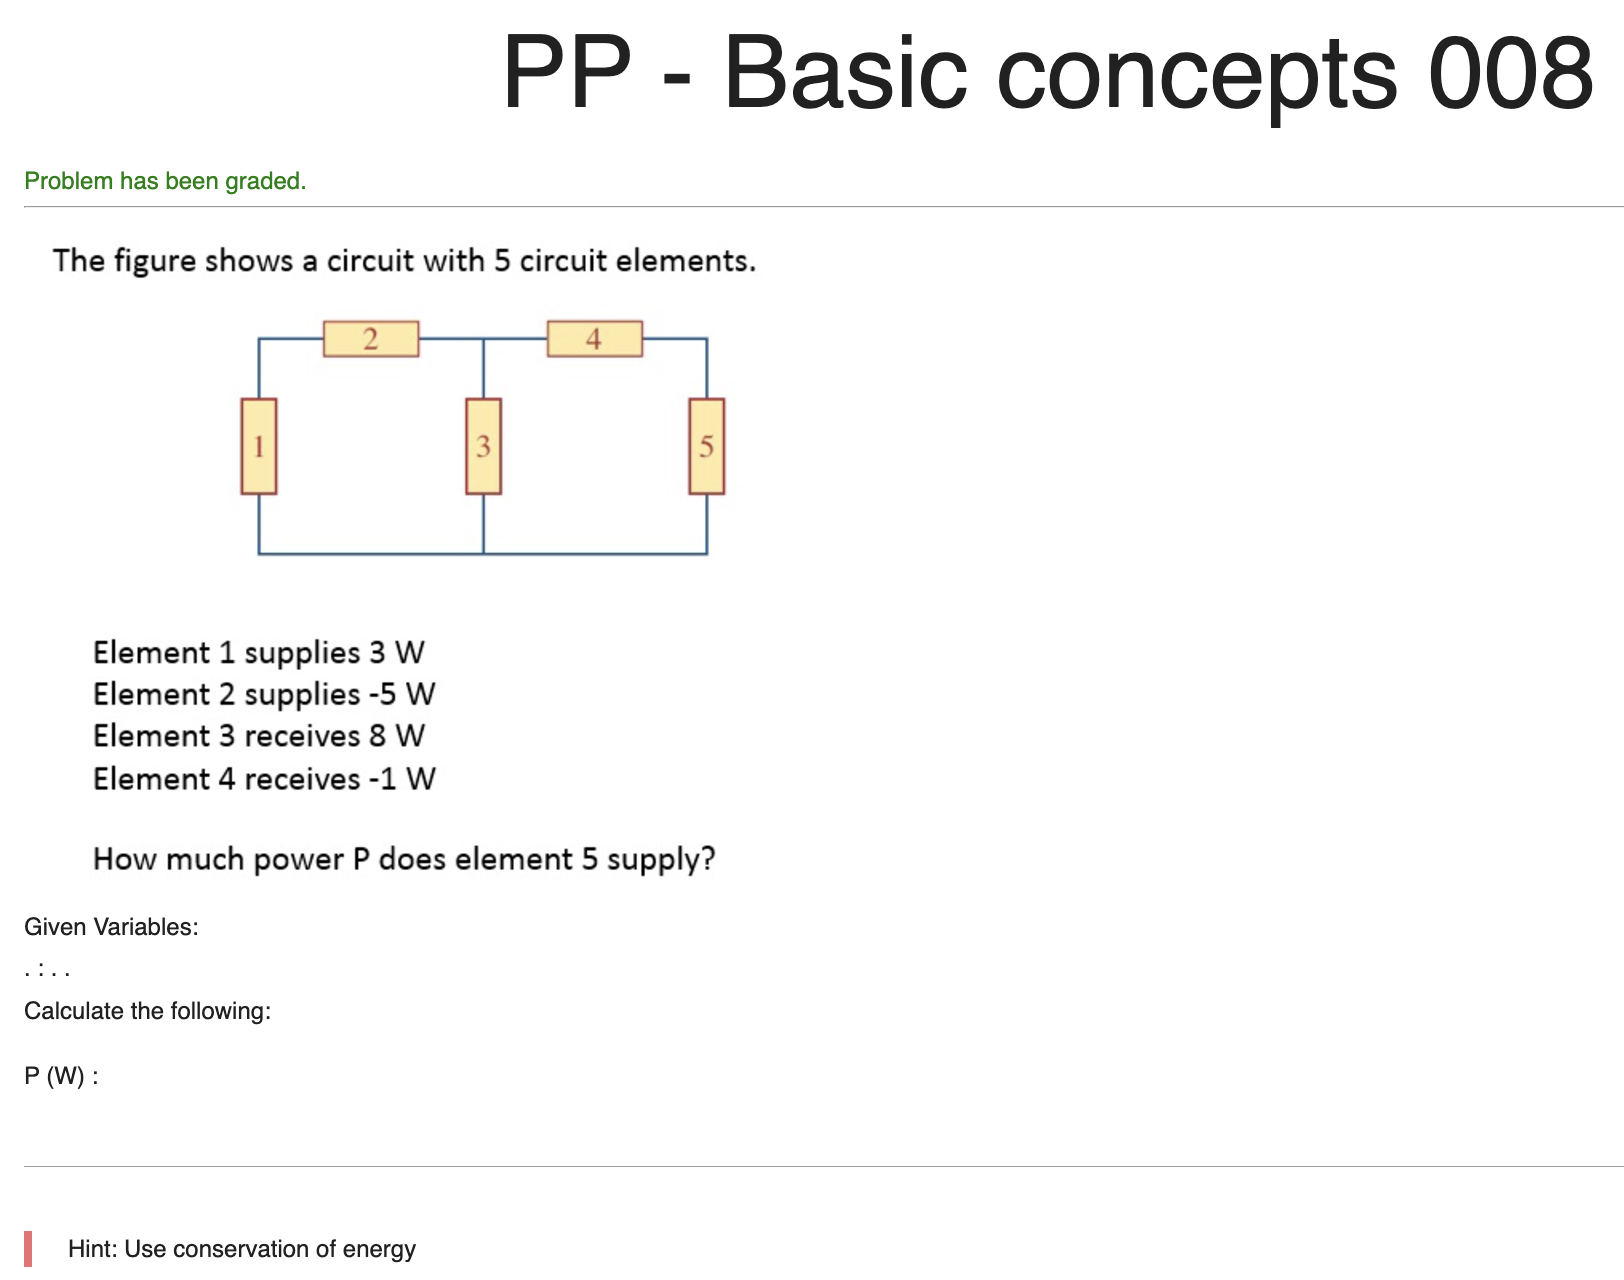 PP - Basic concepts 008
Problem has been graded.
The figure shows a circuit with 5 circuit elements.
2
4
1
3
5
Element 1 supplies 3 W
Element 2 supplies -5 W
Element 3 receives 8 W
Element 4 receives -1 W
How much power P does element 5 supply?
Given Variables:
. : . .
Calculate the following:
P (W) :
Hint: Use conservation of energy